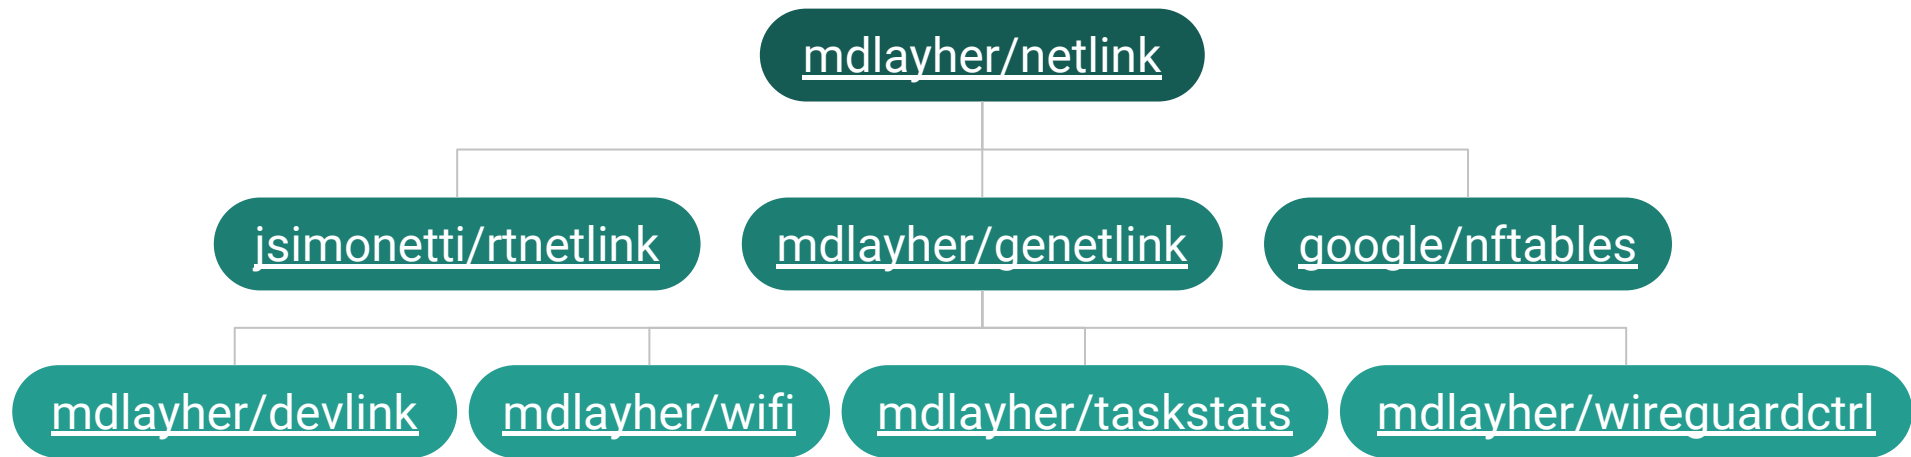 mdlayher/netlink
jsimonetti/rtnetlink
mdlayher/genetlink
google/nftables
mdlayher/devlink
mdlayher/wifi
mdlayher/taskstats
mdlayher/wireguardctrl